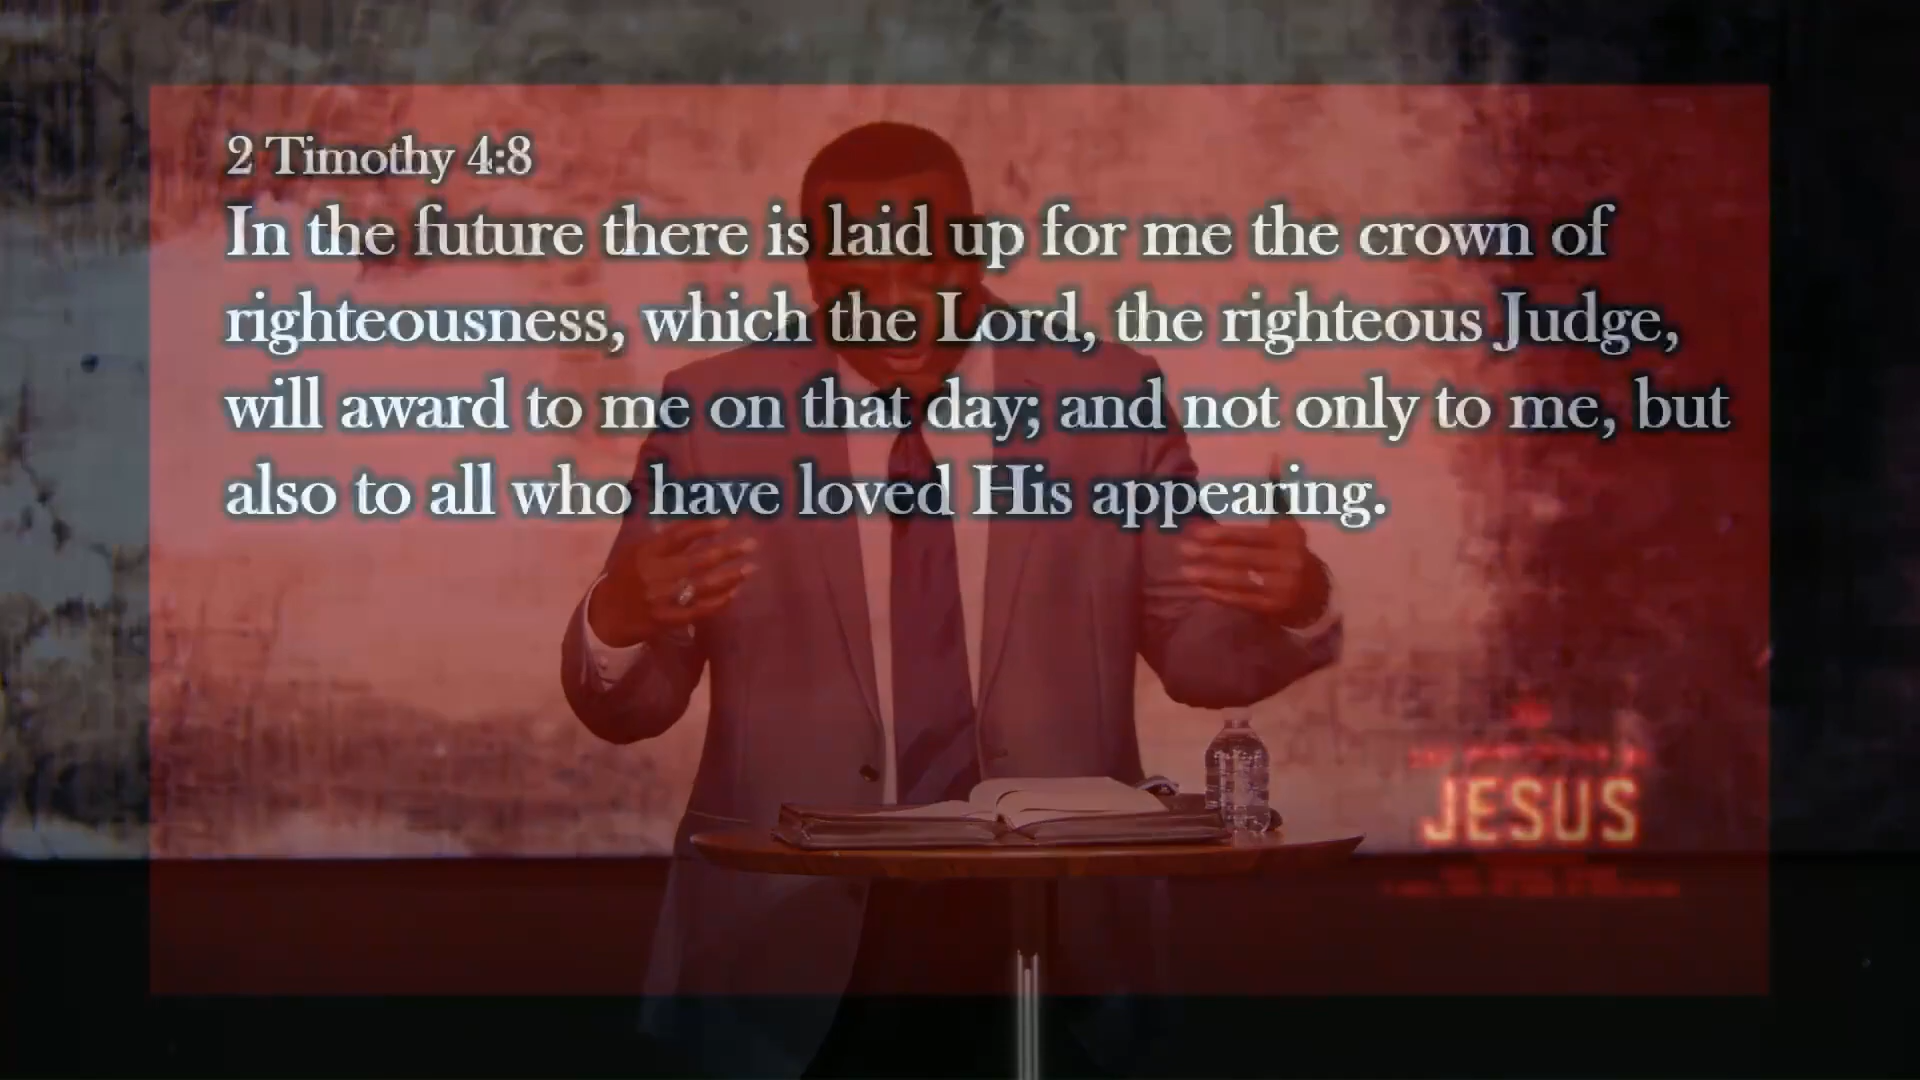 2 Timothy 4:8
In the future there is laid up for me the crown of
righteousness, which the Lord, the righteous Judge,
will award to me on that day; and not only to me, but
also to all who have loved His appearing.
JESUS